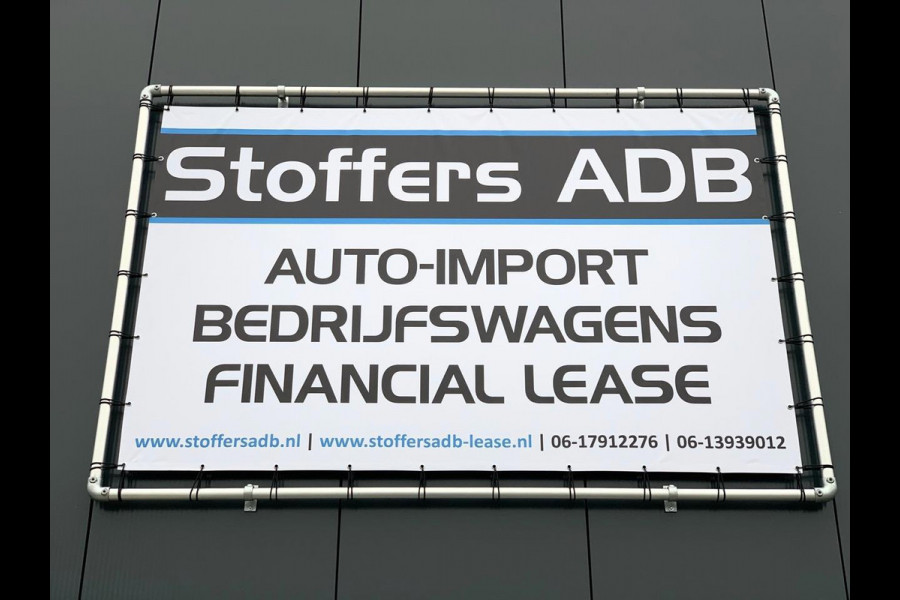 Stoffers ADB
AUTO-IMPORT
BEDRIJFSWAGENS
FINANCIAL LEASE
www.stoffersadb.nl | www.stoffersadb-lease.nl | 06-17912276 | 06-13939012